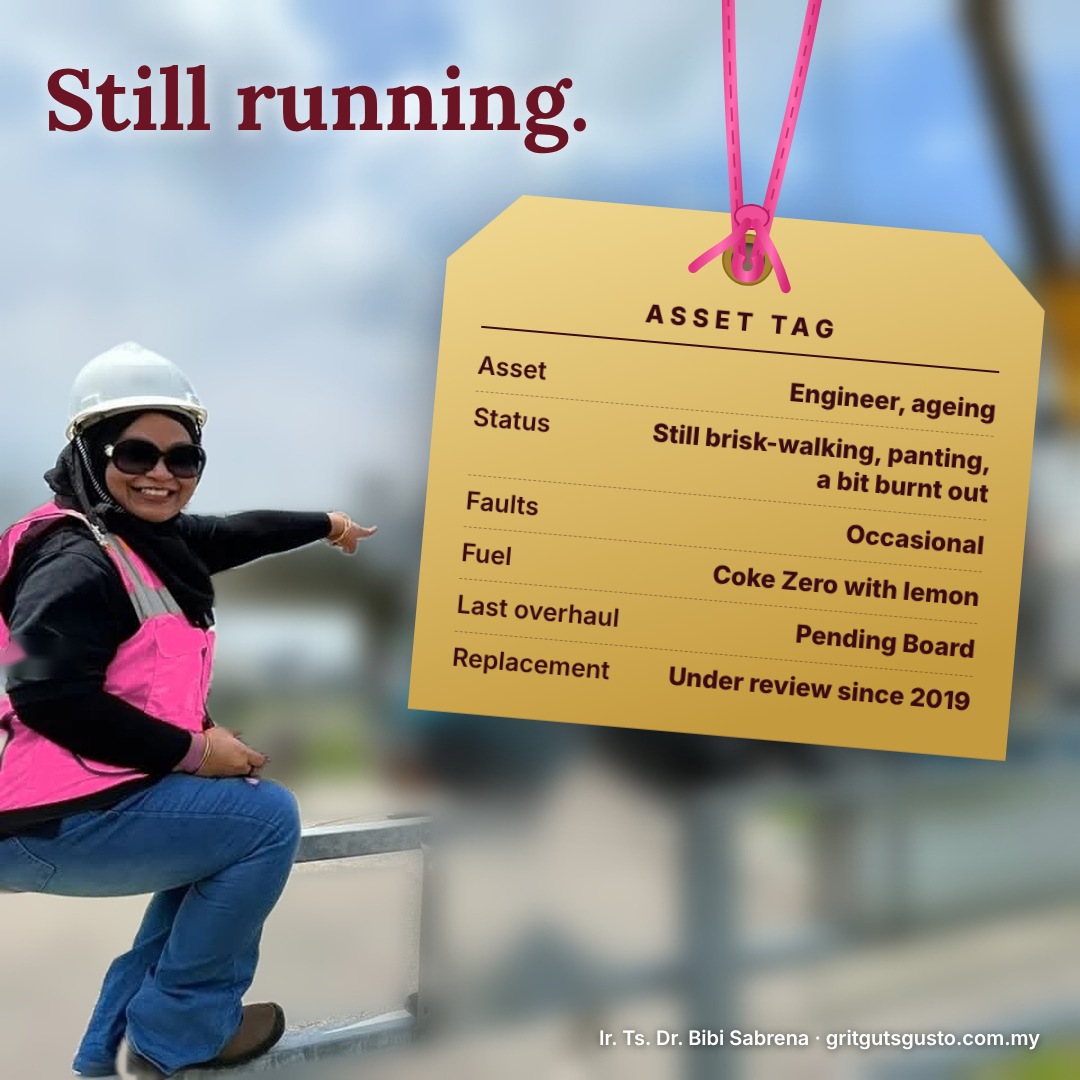 Still running.
ASSET TAG
Asset
Engineer, ageing
Status
Still brisk-walking, panting,
a bit burnt out
Faults
Occasional
Fuel
Coke Zero with lemon
Last overhaul
Pending Board
Replacement
Under review since 2019
Ir. Ts. Dr. Bibi Sabrena · gritgutsgusto.com.my